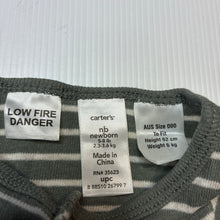 LOW FIRE
DANGER
carter's
nb
newborn
5-8 lb
2.3-3.6 kg
Made in
China
RN# 35623
upc
8 88510 26799 7
AUS Size 000
To Fit
Height 62 cm
Weight 6 kg